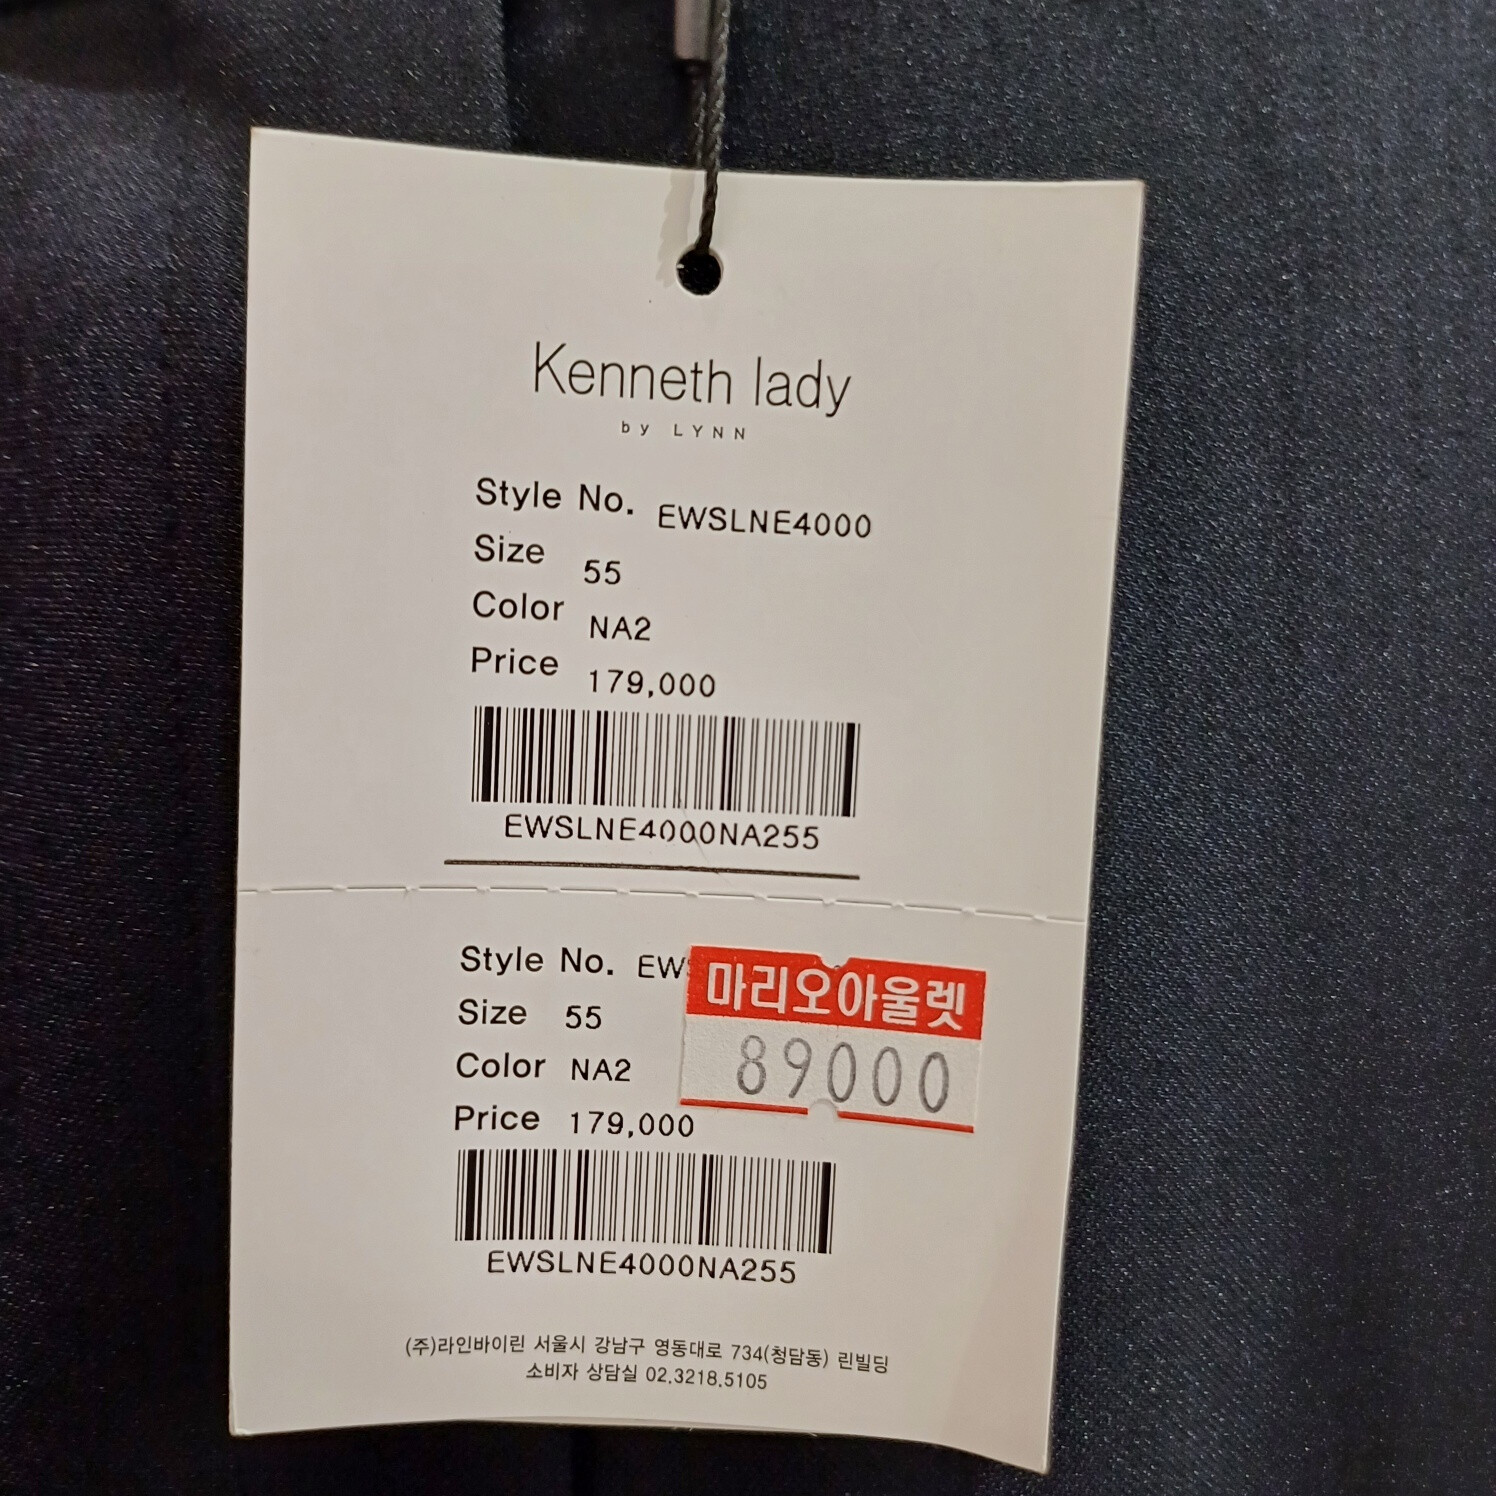 Kenneth lady
by LYNN
Style No. EWSLNE4000
Size 55
Color NA2
Price 179,000
EWSLNE4000NA255
Style No. EWS
마리오아울렛
Size 55
89000
Color NA2
Price 179,000
EWSLNE4000NA255
(주)라인바이린 서울시 강남구 영동대로 734(청담동) 린빌딩
소비자 상담실 02.3218.5105